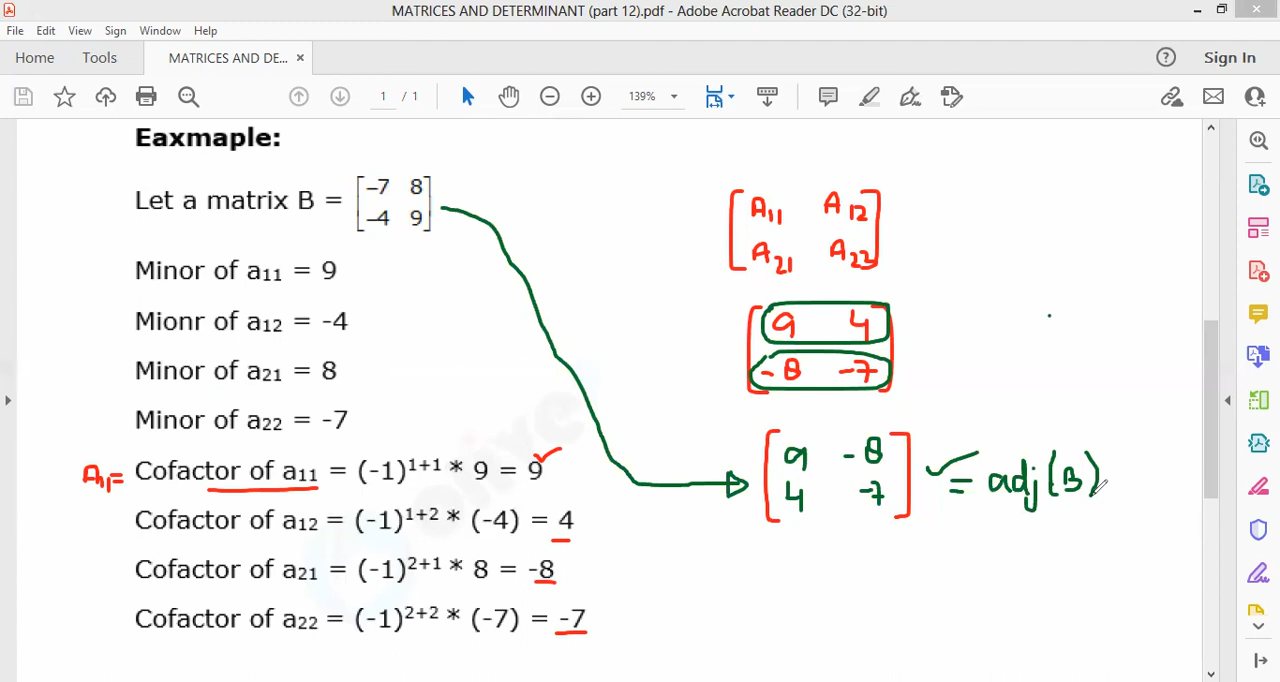 MATRICES AND DETERMINANT (part 12).pdf - Adobe Acrobat Reader DC (32-bit)
File Edit View Sign Window Help
Home Tools MATRICES AND DE... × Sign In
1 / 1 139%
Eaxmaple:
Let a matrix B = [–7 8
–4 9]
Minor of a11 = 9
Mionr of a12 = -4
Minor of a21 = 8
Minor of a22 = -7
A11= Cofactor of a11 = (-1)1+1 * 9 = 9
Cofactor of a12 = (-1)1+2 * (-4) = 4
Cofactor of a21 = (-1)2+1 * 8 = -8
Cofactor of a22 = (-1)2+2 * (-7) = -7
A11 A12
A21 A22
9 4
-8 -7
9 -8
4 -7
= adj(B)